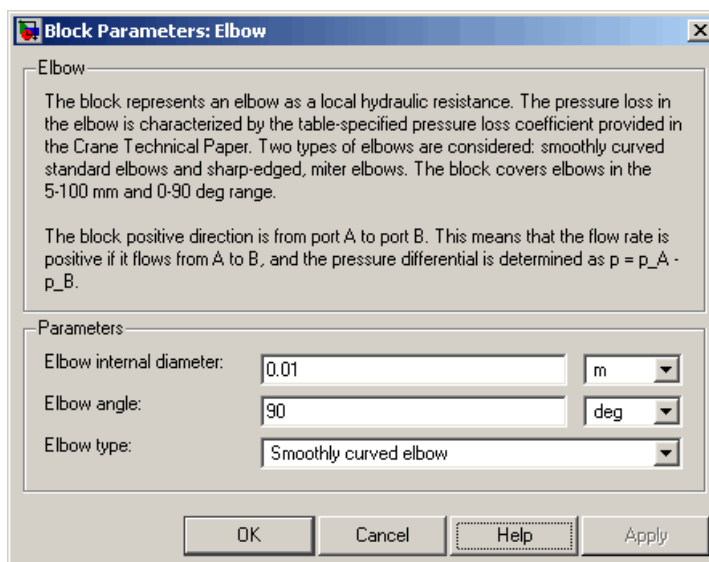 Block Parameters: Elbow
Elbow
The block represents an elbow as a local hydraulic resistance. The pressure loss in
the elbow is characterized by the table-specified pressure loss coefficient provided in
the Crane Technical Paper. Two types of elbows are considered: smoothly curved
standard elbows and sharp-edged, miter elbows. The block covers elbows in the
5-100 mm and 0-90 deg range.
The block positive direction is from port A to port B. This means that the flow rate is
positive if it flows from A to B, and the pressure differential is determined as p = p_A -
p_B.
Parameters
Elbow internal diameter: 0.01 m
Elbow angle: 90 deg
Elbow type: Smoothly curved elbow
OK Cancel Help Apply